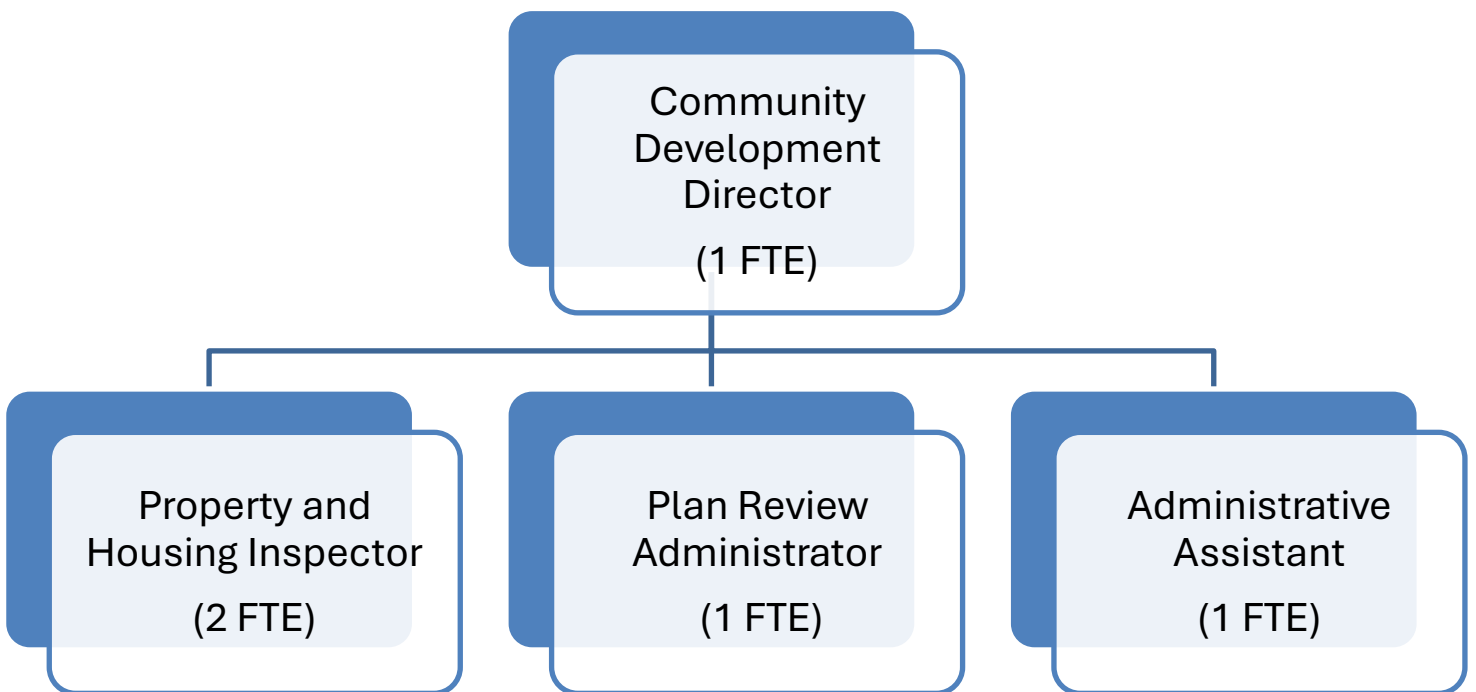 Community
Development
Director
(1 FTE)
Property and
Housing Inspector
(2 FTE)
Plan Review
Administrator
(1 FTE)
Administrative
Assistant
(1 FTE)